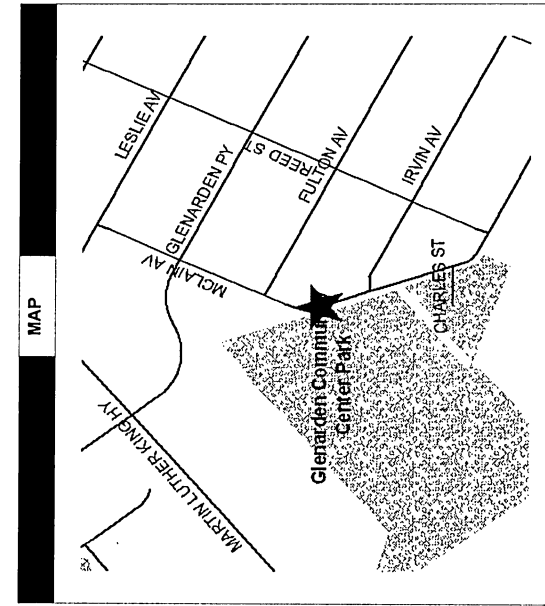 MAP
LESLIE AV
GLENARDEN PY
REED ST
FULTON AV
MCLAIN AV
IRVIN AV
CHARLES ST
MARTIN LUTHER KING HY
Glenarden Commu
Center Park